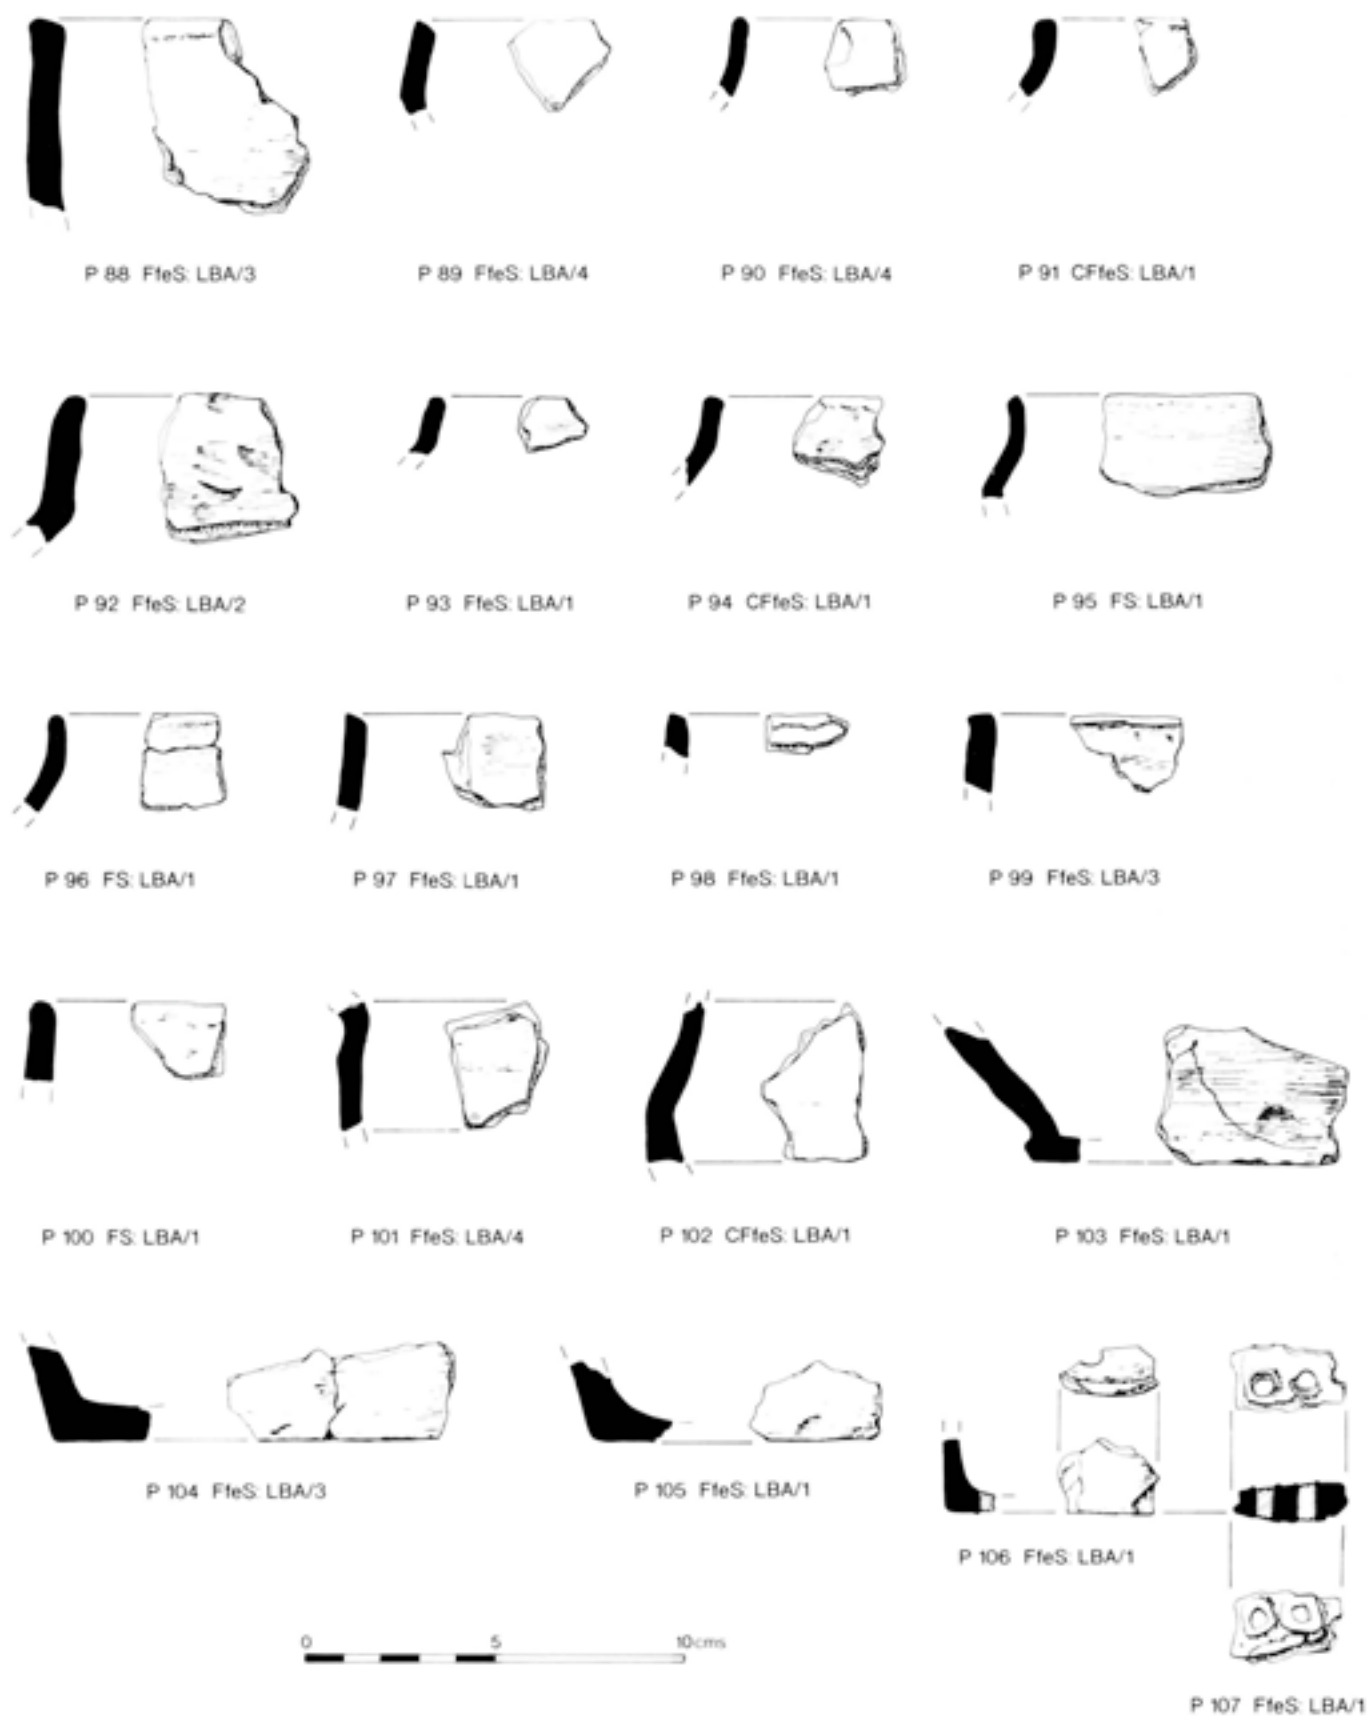 P 88 FfeS: LBA/3
P 89 FfeS: LBA/4
P 90 FfeS: LBA/4
P 91 CFfeS: LBA/1
P 92 FfeS: LBA/2
P 93 FfeS: LBA/1
P 94 CFfeS: LBA/1
P 95 FS: LBA/1
P 96 FS: LBA/1
P 97 FfeS: LBA/1
P 98 FfeS: LBA/1
P 99 FfeS: LBA/3
P 100 FS: LBA/1
P 101 FfeS: LBA/4
P 102 CFfeS: LBA/1
P 103 FfeS: LBA/1
P 104 FfeS: LBA/3
P 105 FfeS: LBA/1
P 106 FfeS: LBA/1
0 5 10cms
P 107 FfeS: LBA/1